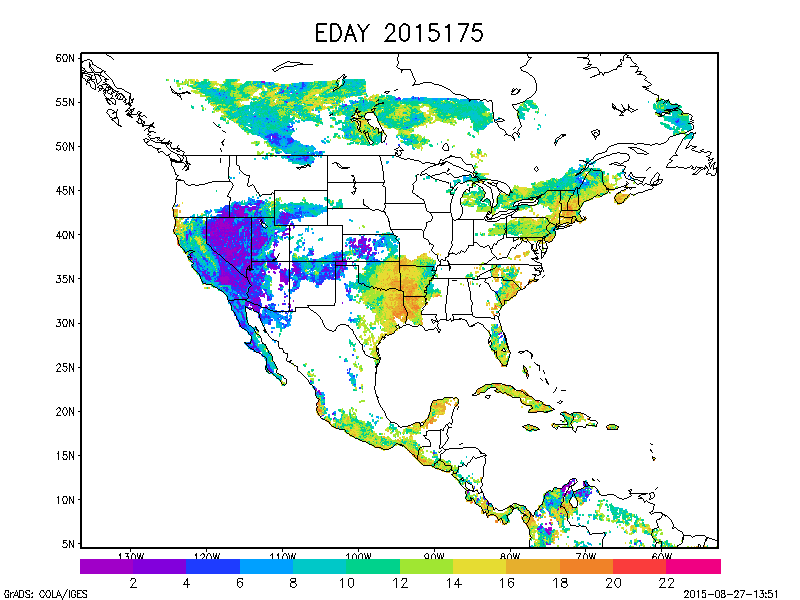 EDAY 2015175
60N
55N
50N
45N
40N
35N
30N
25N
20N
15N
10N
5N
130W 120W 110W 100W 90W 80W 70W 60W
2 4 6 8 10 12 14 16 18 20 22
GrADS: COLA/IGES 2015-08-27-13:51